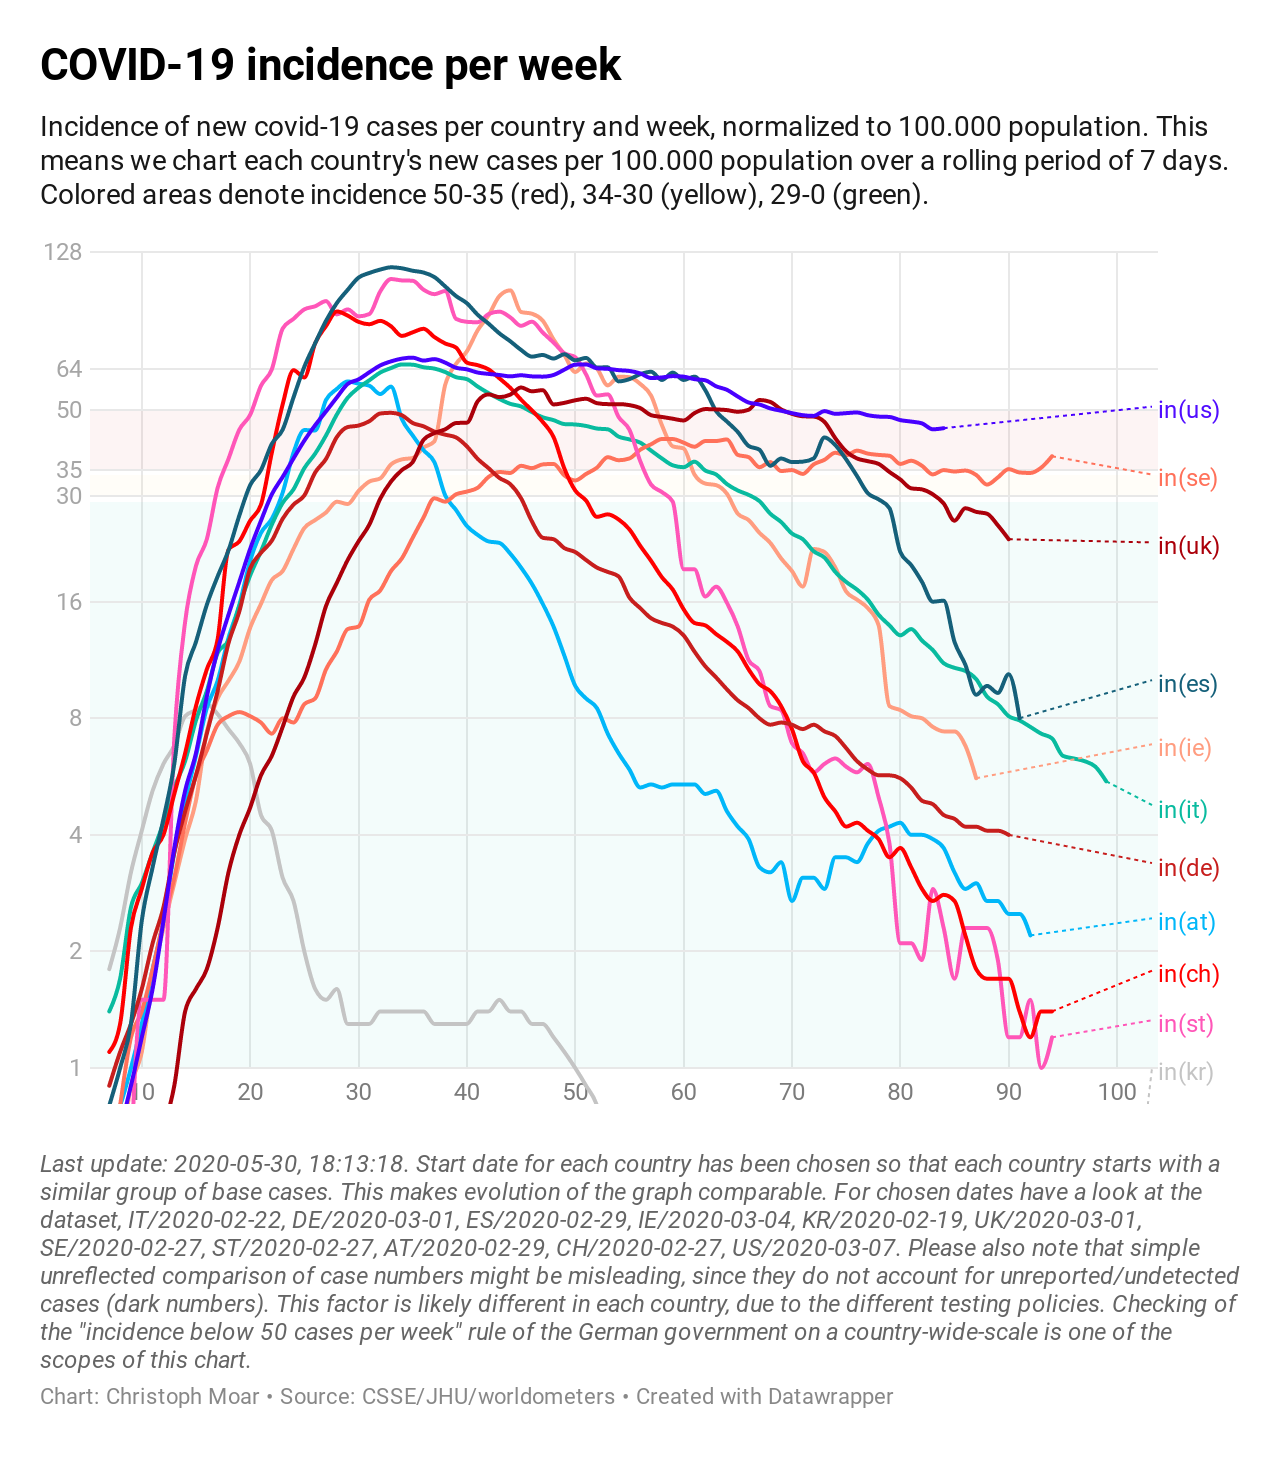 COVID-19 incidence per week
Incidence of new covid-19 cases per country and week, normalized to 100.000 population. This
means we chart each country's new cases per 100.000 population over a rolling period of 7 days.
Colored areas denote incidence 50-35 (red), 34-30 (yellow), 29-0 (green).
128
64
50
35
30
16
8
4
2
1
in(us)
in(se)
in(uk)
in(es)
in(ie)
in(it)
in(de)
in(at)
in(ch)
in(st)
in(kr)
10 20 30 40 50 60 70 80 90 100
Last update: 2020-05-30, 18:13:18. Start date for each country has been chosen so that each country starts with a
similar group of base cases. This makes evolution of the graph comparable. For chosen dates have a look at the
dataset, IT/2020-02-22, DE/2020-03-01, ES/2020-02-29, IE/2020-03-04, KR/2020-02-19, UK/2020-03-01,
SE/2020-02-27, ST/2020-02-27, AT/2020-02-29, CH/2020-02-27, US/2020-03-07. Please also note that simple
unreflected comparison of case numbers might be misleading, since they do not account for unreported/undetected
cases (dark numbers). This factor is likely different in each country, due to the different testing policies. Checking of
the "incidence below 50 cases per week" rule of the German government on a country-wide-scale is one of the
scopes of this chart.
Chart: Christoph Moar • Source: CSSE/JHU/worldometers • Created with Datawrapper